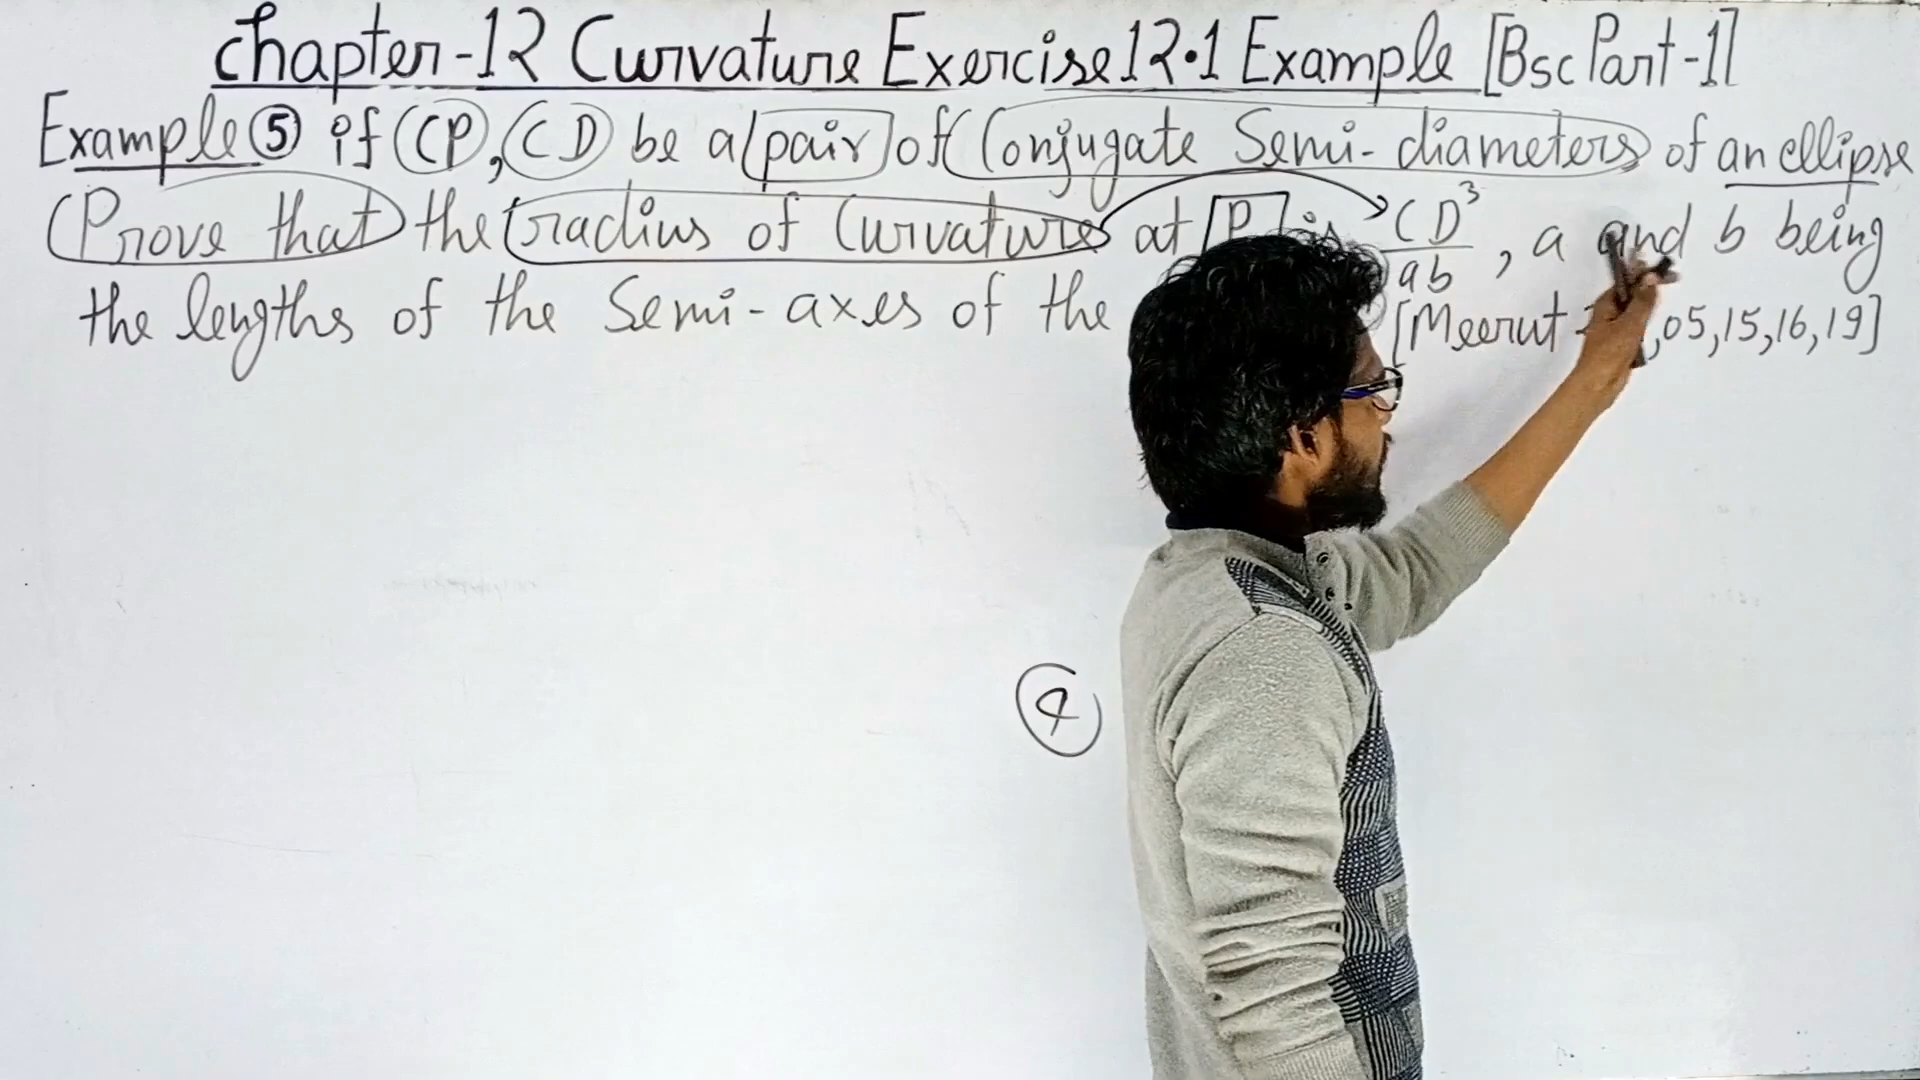 Chapter-12 Curvature Exercise 12.1 Example [Bsc Part-1]
Example ⑤ if CP, CD be a pair of Conjugate Semi-diameters of an ellipse
Prove that the radius of Curvature at P is CD³/ab, a and b being
the lengths of the Semi-axes of the
[Meerut ,05,15,16,19]
④